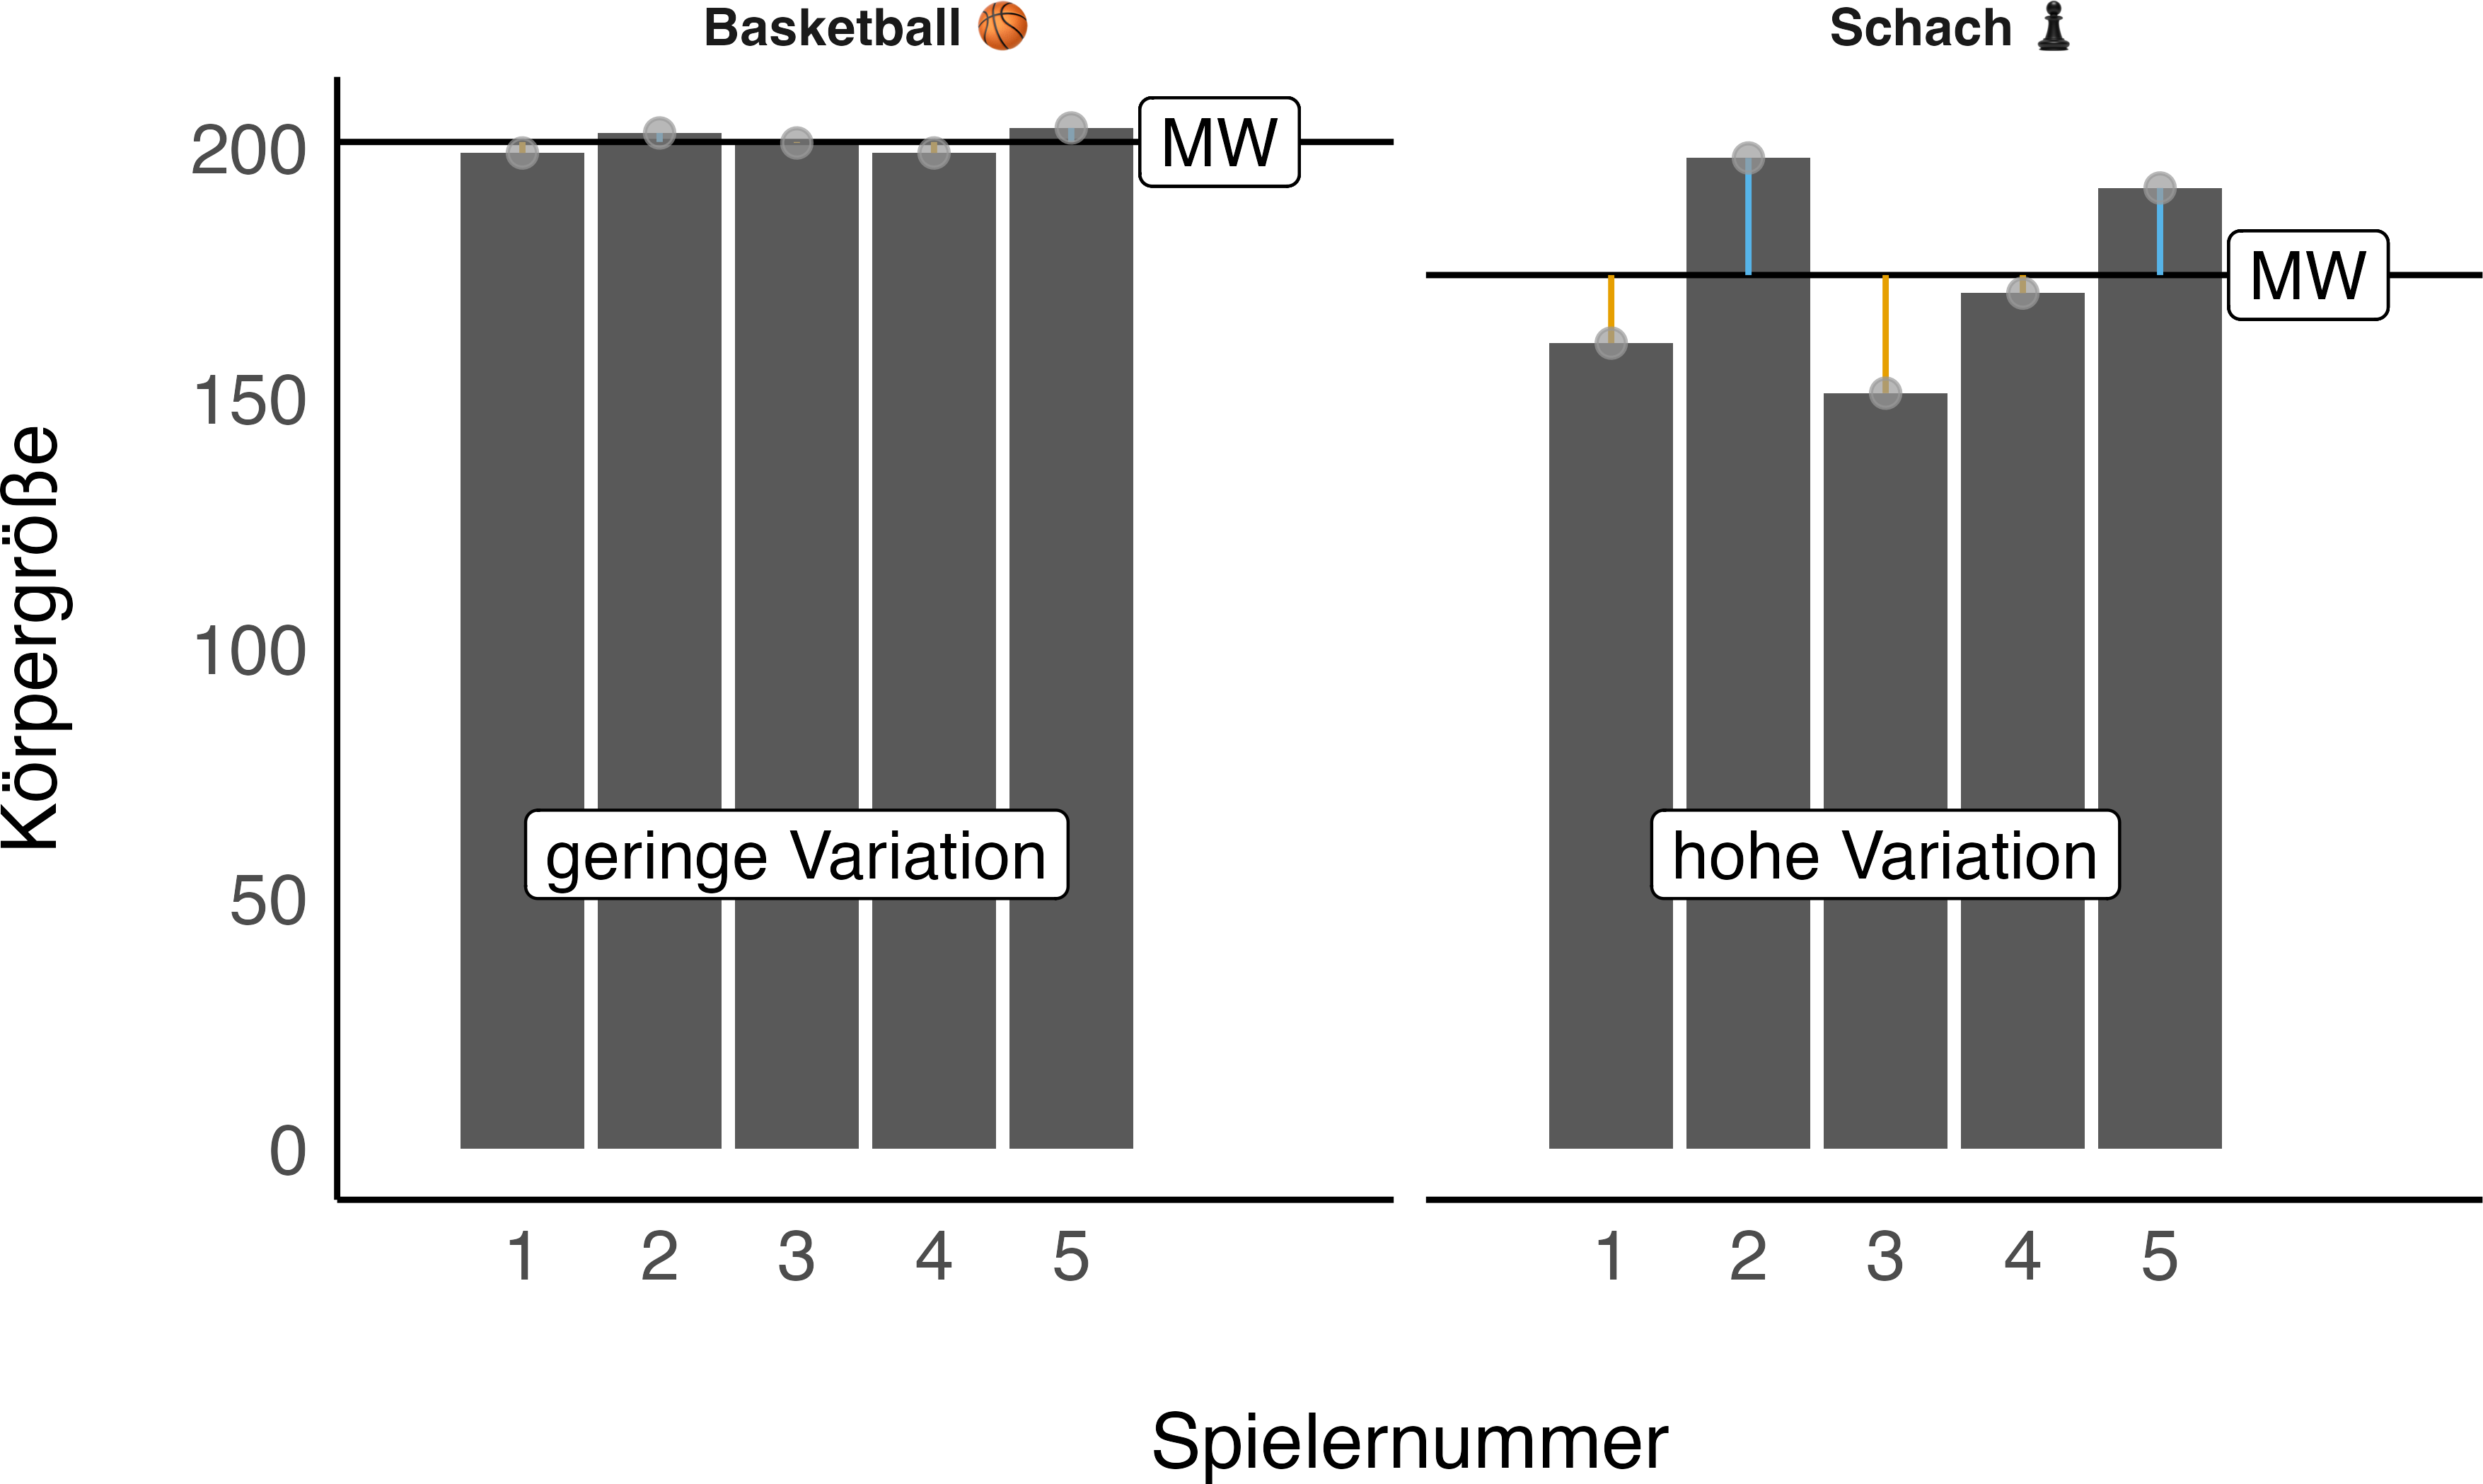 Basketball 🏀
Schach ♟
Körpergröße
200
150
100
50
0
MW
MW
geringe Variation
hohe Variation
1 2 3 4 5
1 2 3 4 5
Spielernummer